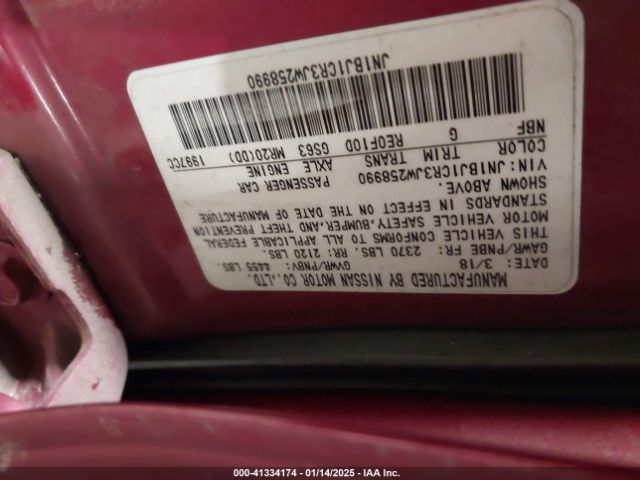 MANUFACTURED BY NISSAN MOTOR CO.,LTD.
DATE: 3/18 GVWR/PNBV: 4455 LBS.
GAWR/PNBE FR: 2370 LBS. RR: 2120 LBS.
THIS VEHICLE CONFORMS TO ALL APPLICABLE FEDERAL
MOTOR VEHICLE SAFETY, BUMPER, AND THEFT PREVENTION
STANDARDS IN EFFECT ON THE DATE OF MANUFACTURE
SHOWN ABOVE.
VIN: JN1BJ1CR3JW258990 PASSENGER CAR
COLOR TRIM TRANS AXLE ENGINE
NBF G RE0F10D GS63 MR20(DD) 1997CC
JN1BJ1CR3JW258990
000-41334174 - 01/14/2025 - IAA Inc.